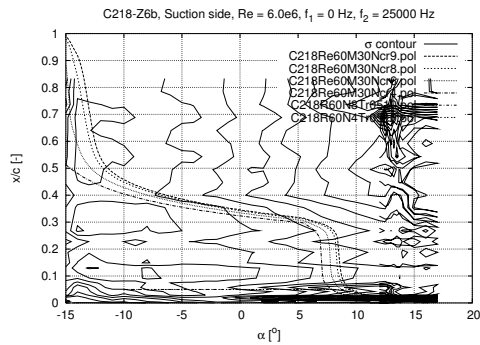 C218-Z6b, Suction side, Re = 6.0e6, f1 = 0 Hz, f2 = 25000 Hz
σ contour
C218Re60M30Ncr9.pol
C218Re60M30Ncr8.pol
x/c [-]
1
0.9
0.8
0.7
0.6
0.5
0.4
0.3
0.2
0.1
0
-15 -10 -5 0 5 10 15 20
α [°]